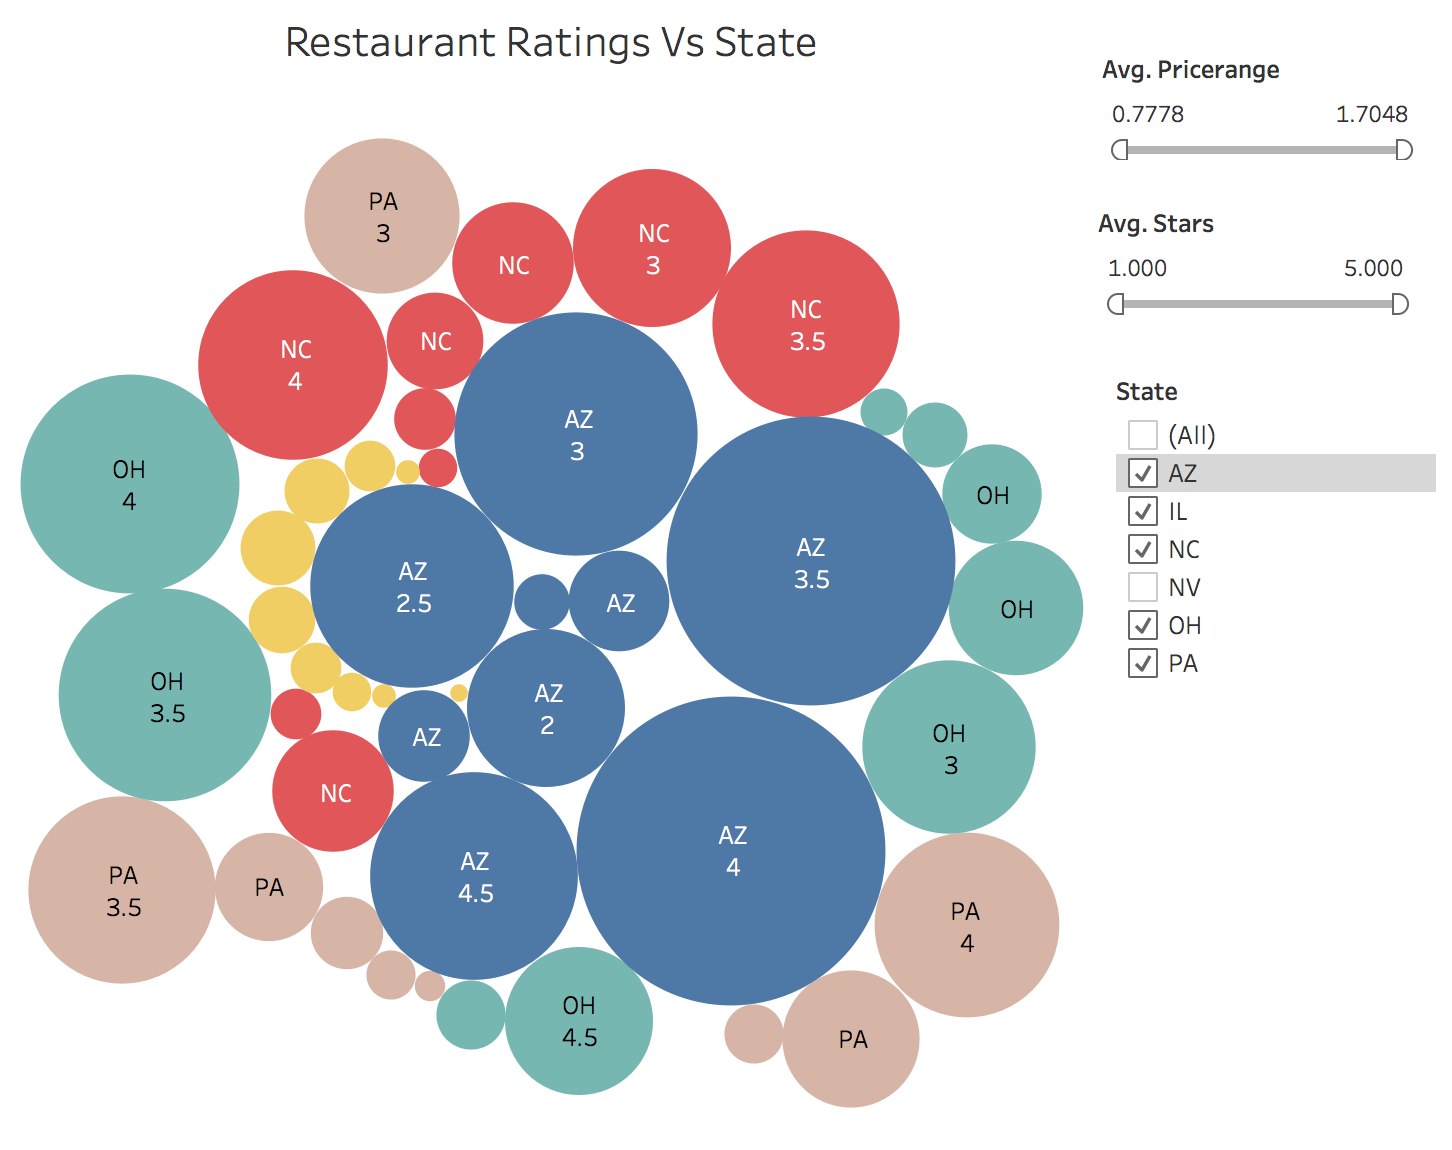 Restaurant Ratings Vs State
Avg. Pricerange
0.7778 1.7048
Avg. Stars
1.000 5.000
State
(All)
AZ
IL
NC
NV
OH
PA
PA
3
NC
NC
3
NC
3.5
NC
4
NC
AZ
3
OH
4
OH
AZ
3.5
AZ
2.5
AZ
OH
OH
3.5
AZ
2
AZ
OH
3
NC
AZ
4
AZ
4.5
PA
3.5
PA
PA
4
OH
4.5
PA